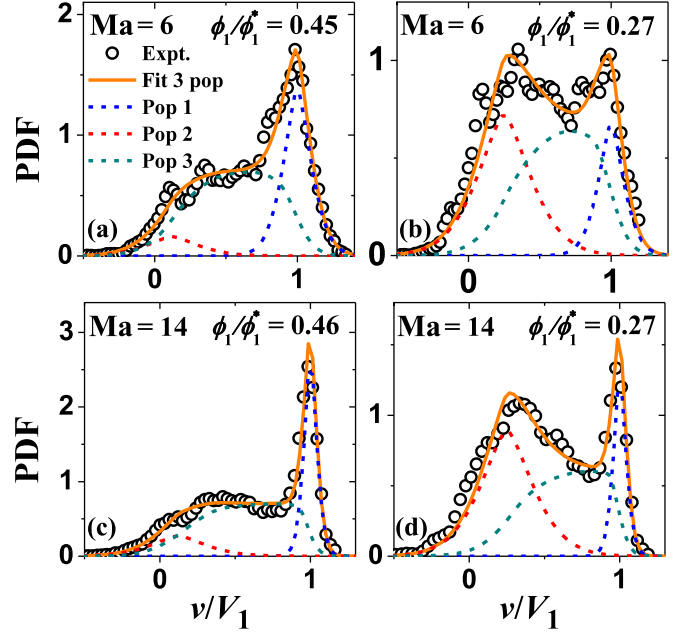 Ma = 6 ϕ₁/ϕ₁* = 0.45
Expt.
Fit 3 pop
Pop 1
Pop 2
Pop 3
(a)
2
1
0
0 1
PDF
Ma = 6 ϕ₁/ϕ₁* = 0.27
(b)
1
0
0 1
Ma = 14 ϕ₁/ϕ₁* = 0.46
(c)
3
2
1
0
0 1
PDF
v/V₁
Ma = 14 ϕ₁/ϕ₁* = 0.27
(d)
1
0
0 1
v/V₁